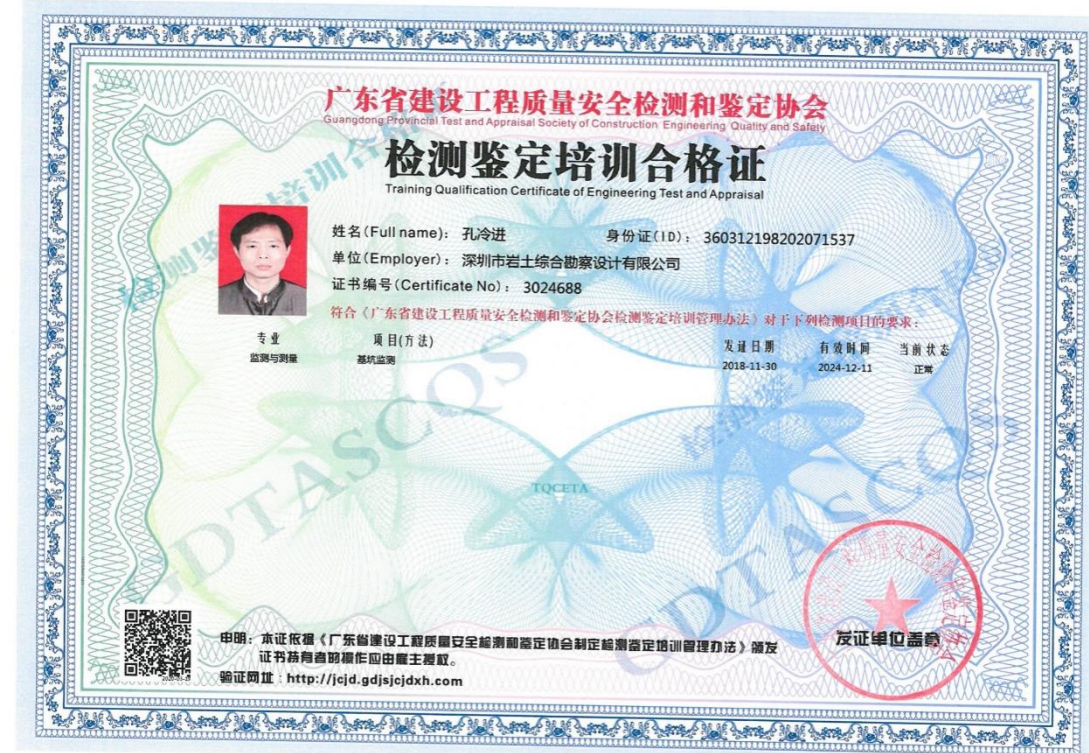 广东省建设工程质量安全检测和鉴定协会
Guangdong Provincial Test and Appraisal Society of Construction Engineering Quality and Safety
检测鉴定培训合格证
Training Qualification Certificate of Engineering Test and Appraisal
姓名(Full name)： 孔冷进 身份证(ID)： 360312198202071537
单位(Employer)： 深圳市岩土综合勘察设计有限公司
证书编号(Certificate No)： 3024688
符合《广东省建设工程质量安全检测和鉴定协会检测鉴定培训管理办法》对于下列检测项目的要求：
专业 项目(方法) 发证日期 有效时间 当前状态
监测与测量 基坑监测 2018-11-30 2024-12-11 正常
TQCETA
GDTASCQS
GDTASCQS
发证单位盖章
申明：本证依据《广东省建设工程质量安全检测和鉴定协会制定检测鉴定培训管理办法》颁发
证书持有者的操作应由雇主授权。
验证网址：http://jcjd.gdjsjcjdxh.com